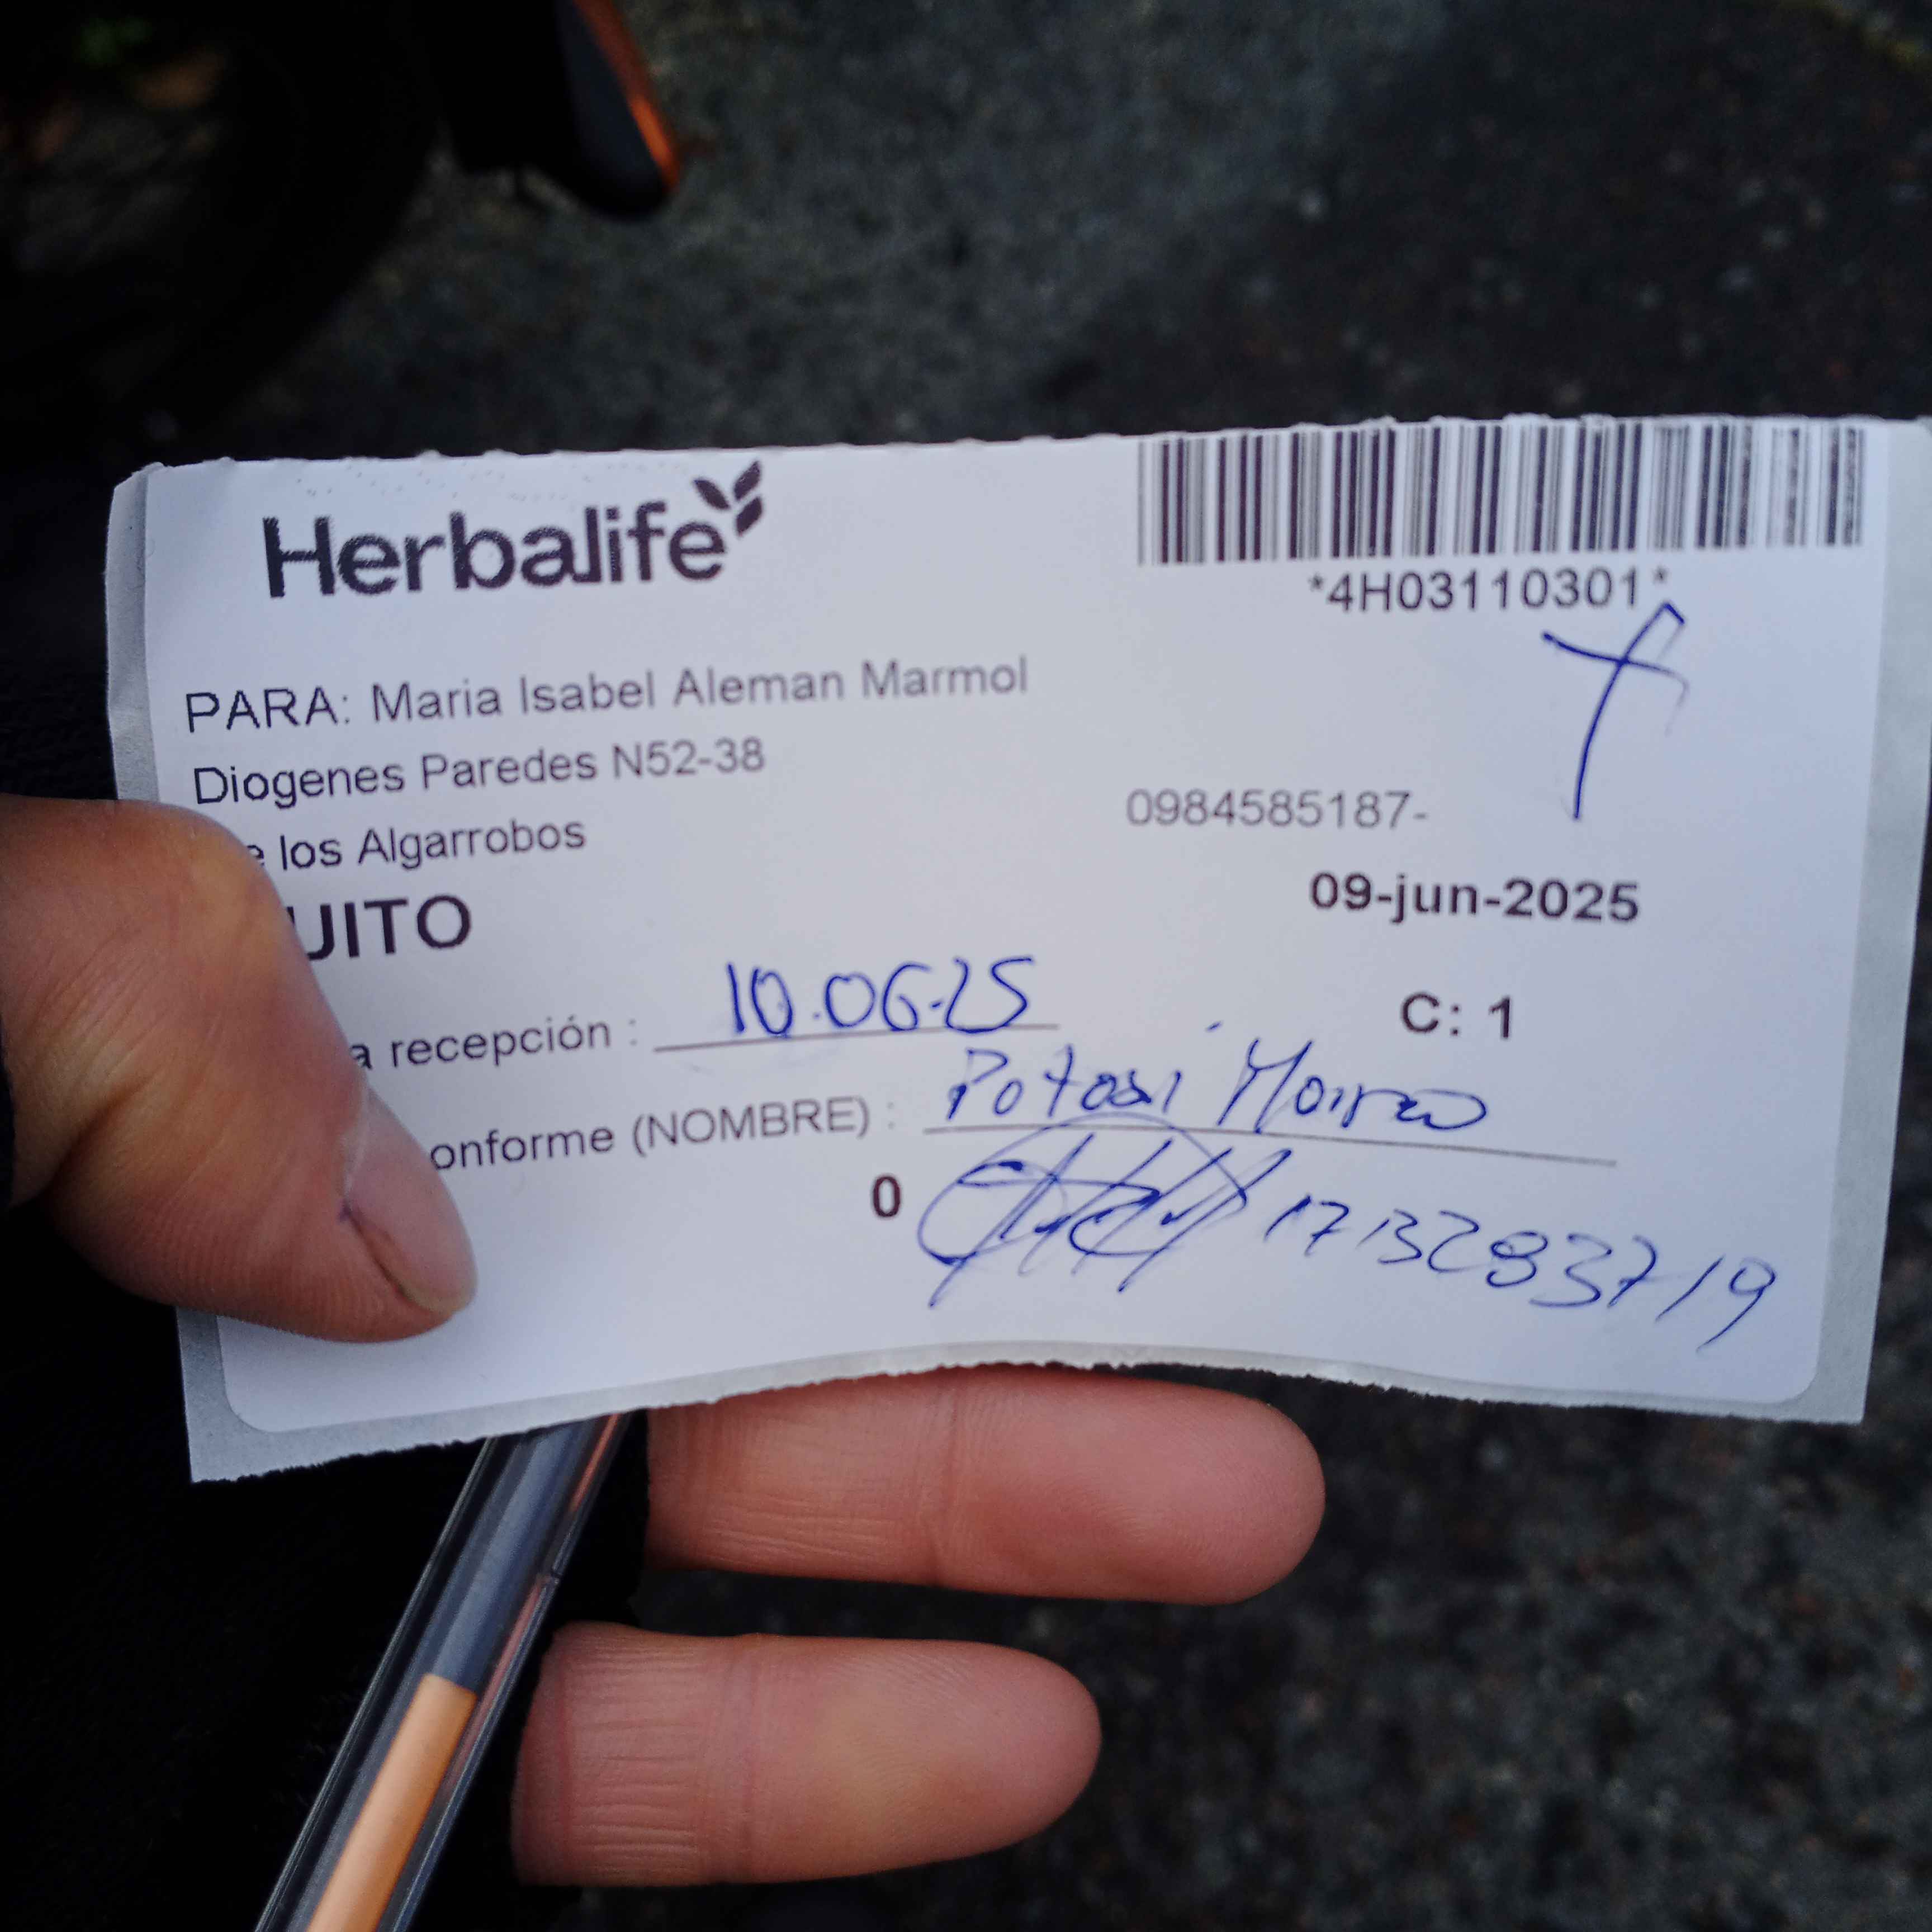 Herbalife
*4H03110301*
PARA: Maria Isabel Aleman Marmol
Diogenes Paredes N52-38
0984585187-
e los Algarrobos
09-jun-2025
UITO
a recepción : 10.06.25
C: 1
onforme (NOMBRE) : Potosi
0
1713283719